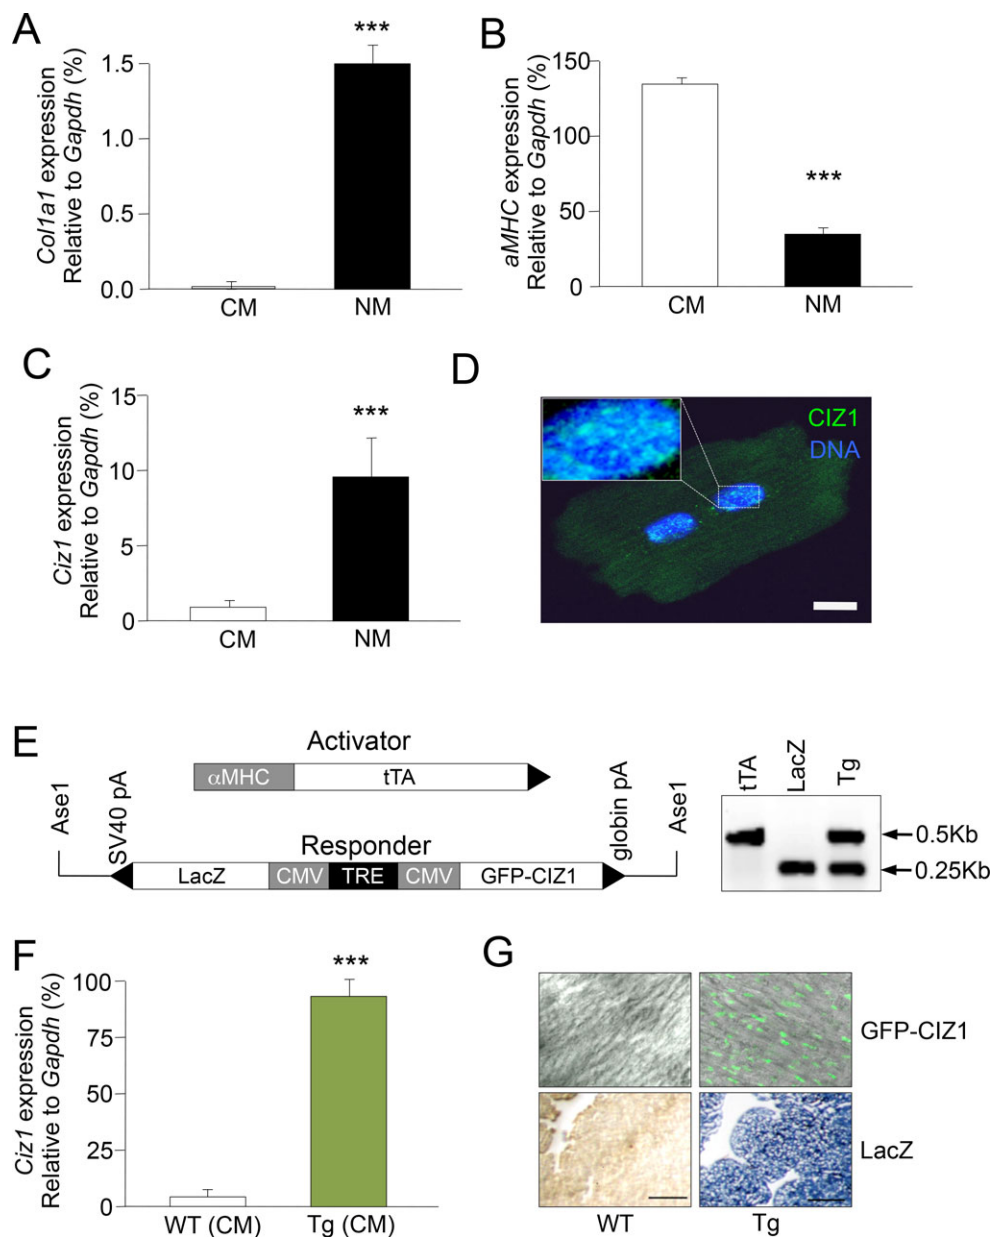 A
Col1a1 expression
Relative to Gapdh (%)
***
1.5
1.0
0.5
0.0
CM
NM
B
aMHC expression
Relative to Gapdh (%)
150
100
50
0
***
CM
NM
C
Ciz1 expression
Relative to Gapdh (%)
15
10
5
0
***
CM
NM
D
CIZ1
DNA
E
Activator
αMHC
tTA
Ase1
SV40 pA
Responder
globin pA
Ase1
LacZ
CMV
TRE
CMV
GFP-CIZ1
tTA
LacZ
Tg
0.5Kb
0.25Kb
F
Ciz1 expression
Relative to Gapdh (%)
100
75
50
25
0
***
WT (CM)
Tg (CM)
G
GFP-CIZ1
LacZ
WT
Tg